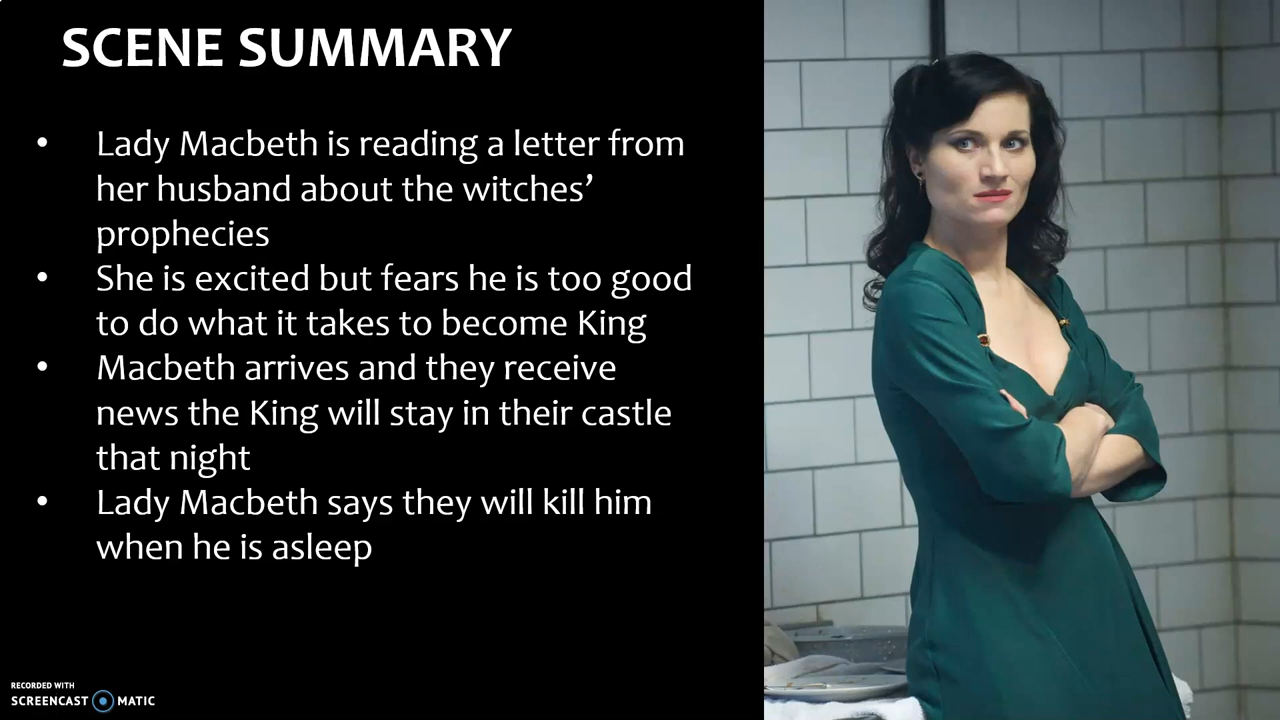 SCENE SUMMARY
• Lady Macbeth is reading a letter from
her husband about the witches’
prophecies
• She is excited but fears he is too good
to do what it takes to become King
• Macbeth arrives and they receive
news the King will stay in their castle
that night
• Lady Macbeth says they will kill him
when he is asleep
RECORDED WITH
SCREENCAST MATIC